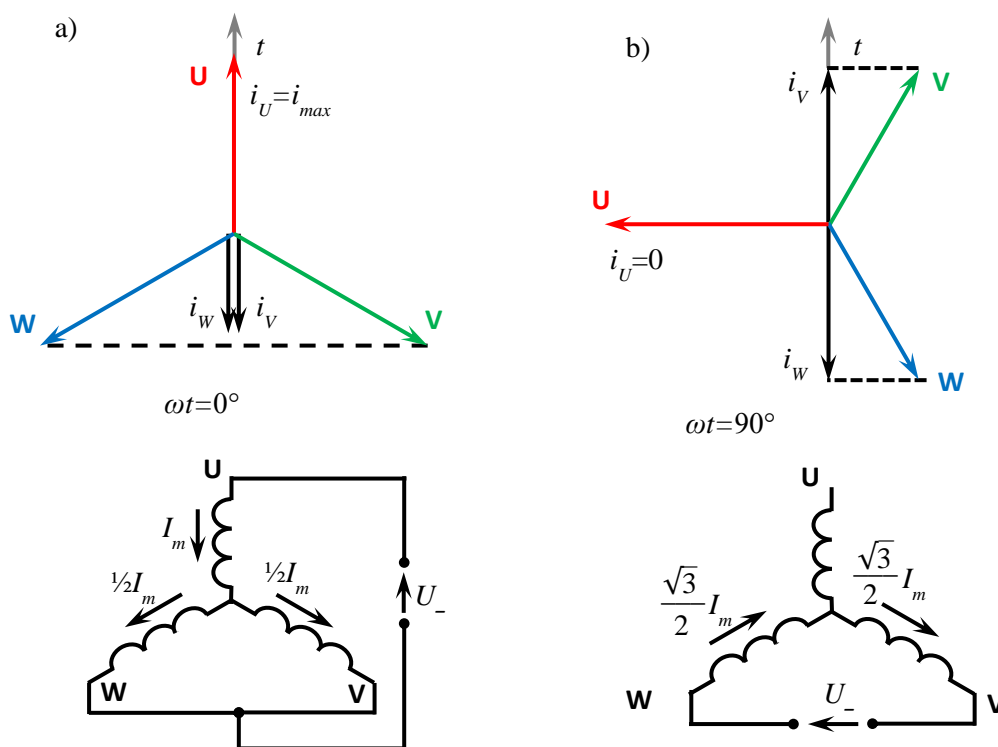 a)
t
U
i_U=i_max
W
i_W
i_V
V
ωt=0°
U
I_m
½I_m
½I_m
U_–
W
V
b)
t
i_V
V
U
i_U=0
i_W
W
ωt=90°
U
√3/2 I_m
√3/2 I_m
W
U_–
V